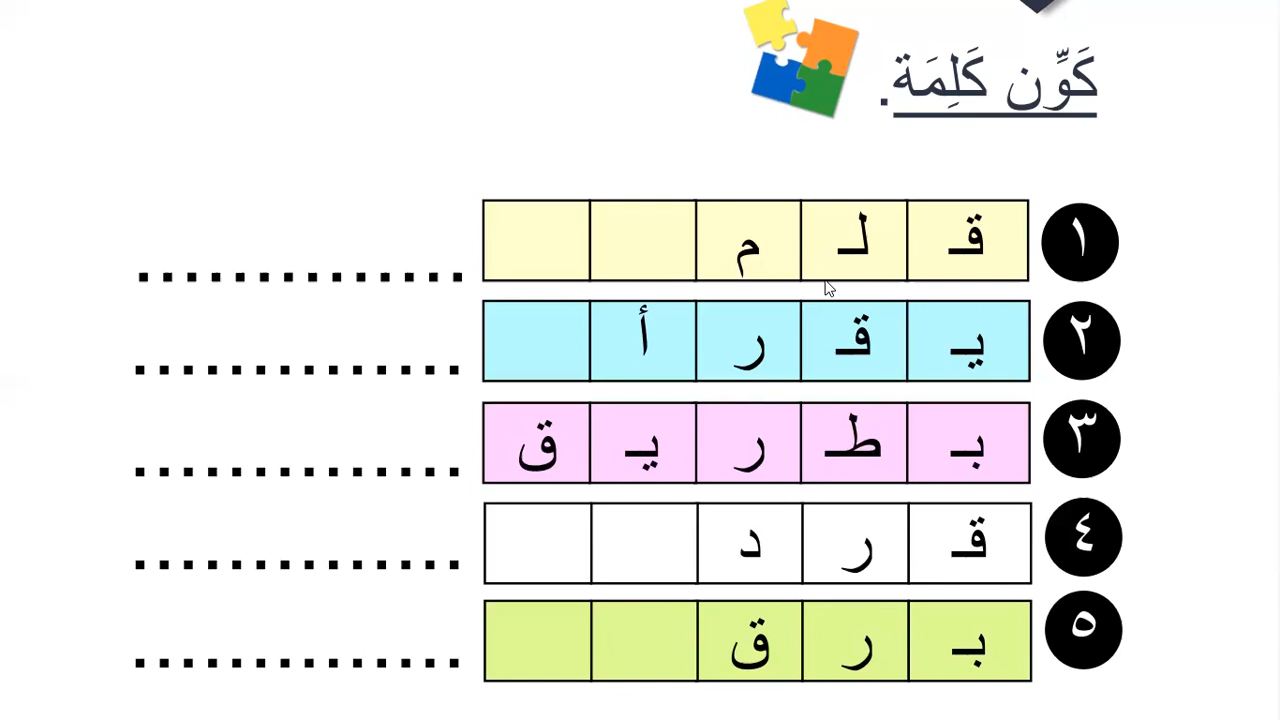 كَوِّن كَلِمَة.
١ قـ لـ م ..............
٢ يـ قـ ر أ ..............
٣ بـ طـ ر يـ ق ..............
٤ قـ ر د ..............
٥ بـ ر ق ..............